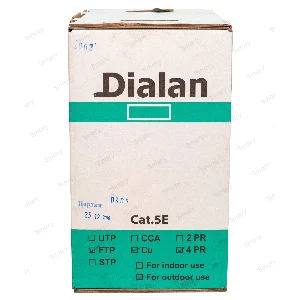 Dialan
Cat.5E
UTP CCA 2 PR
FTP Cu 4 PR
STP For indoor use
For outdoor use